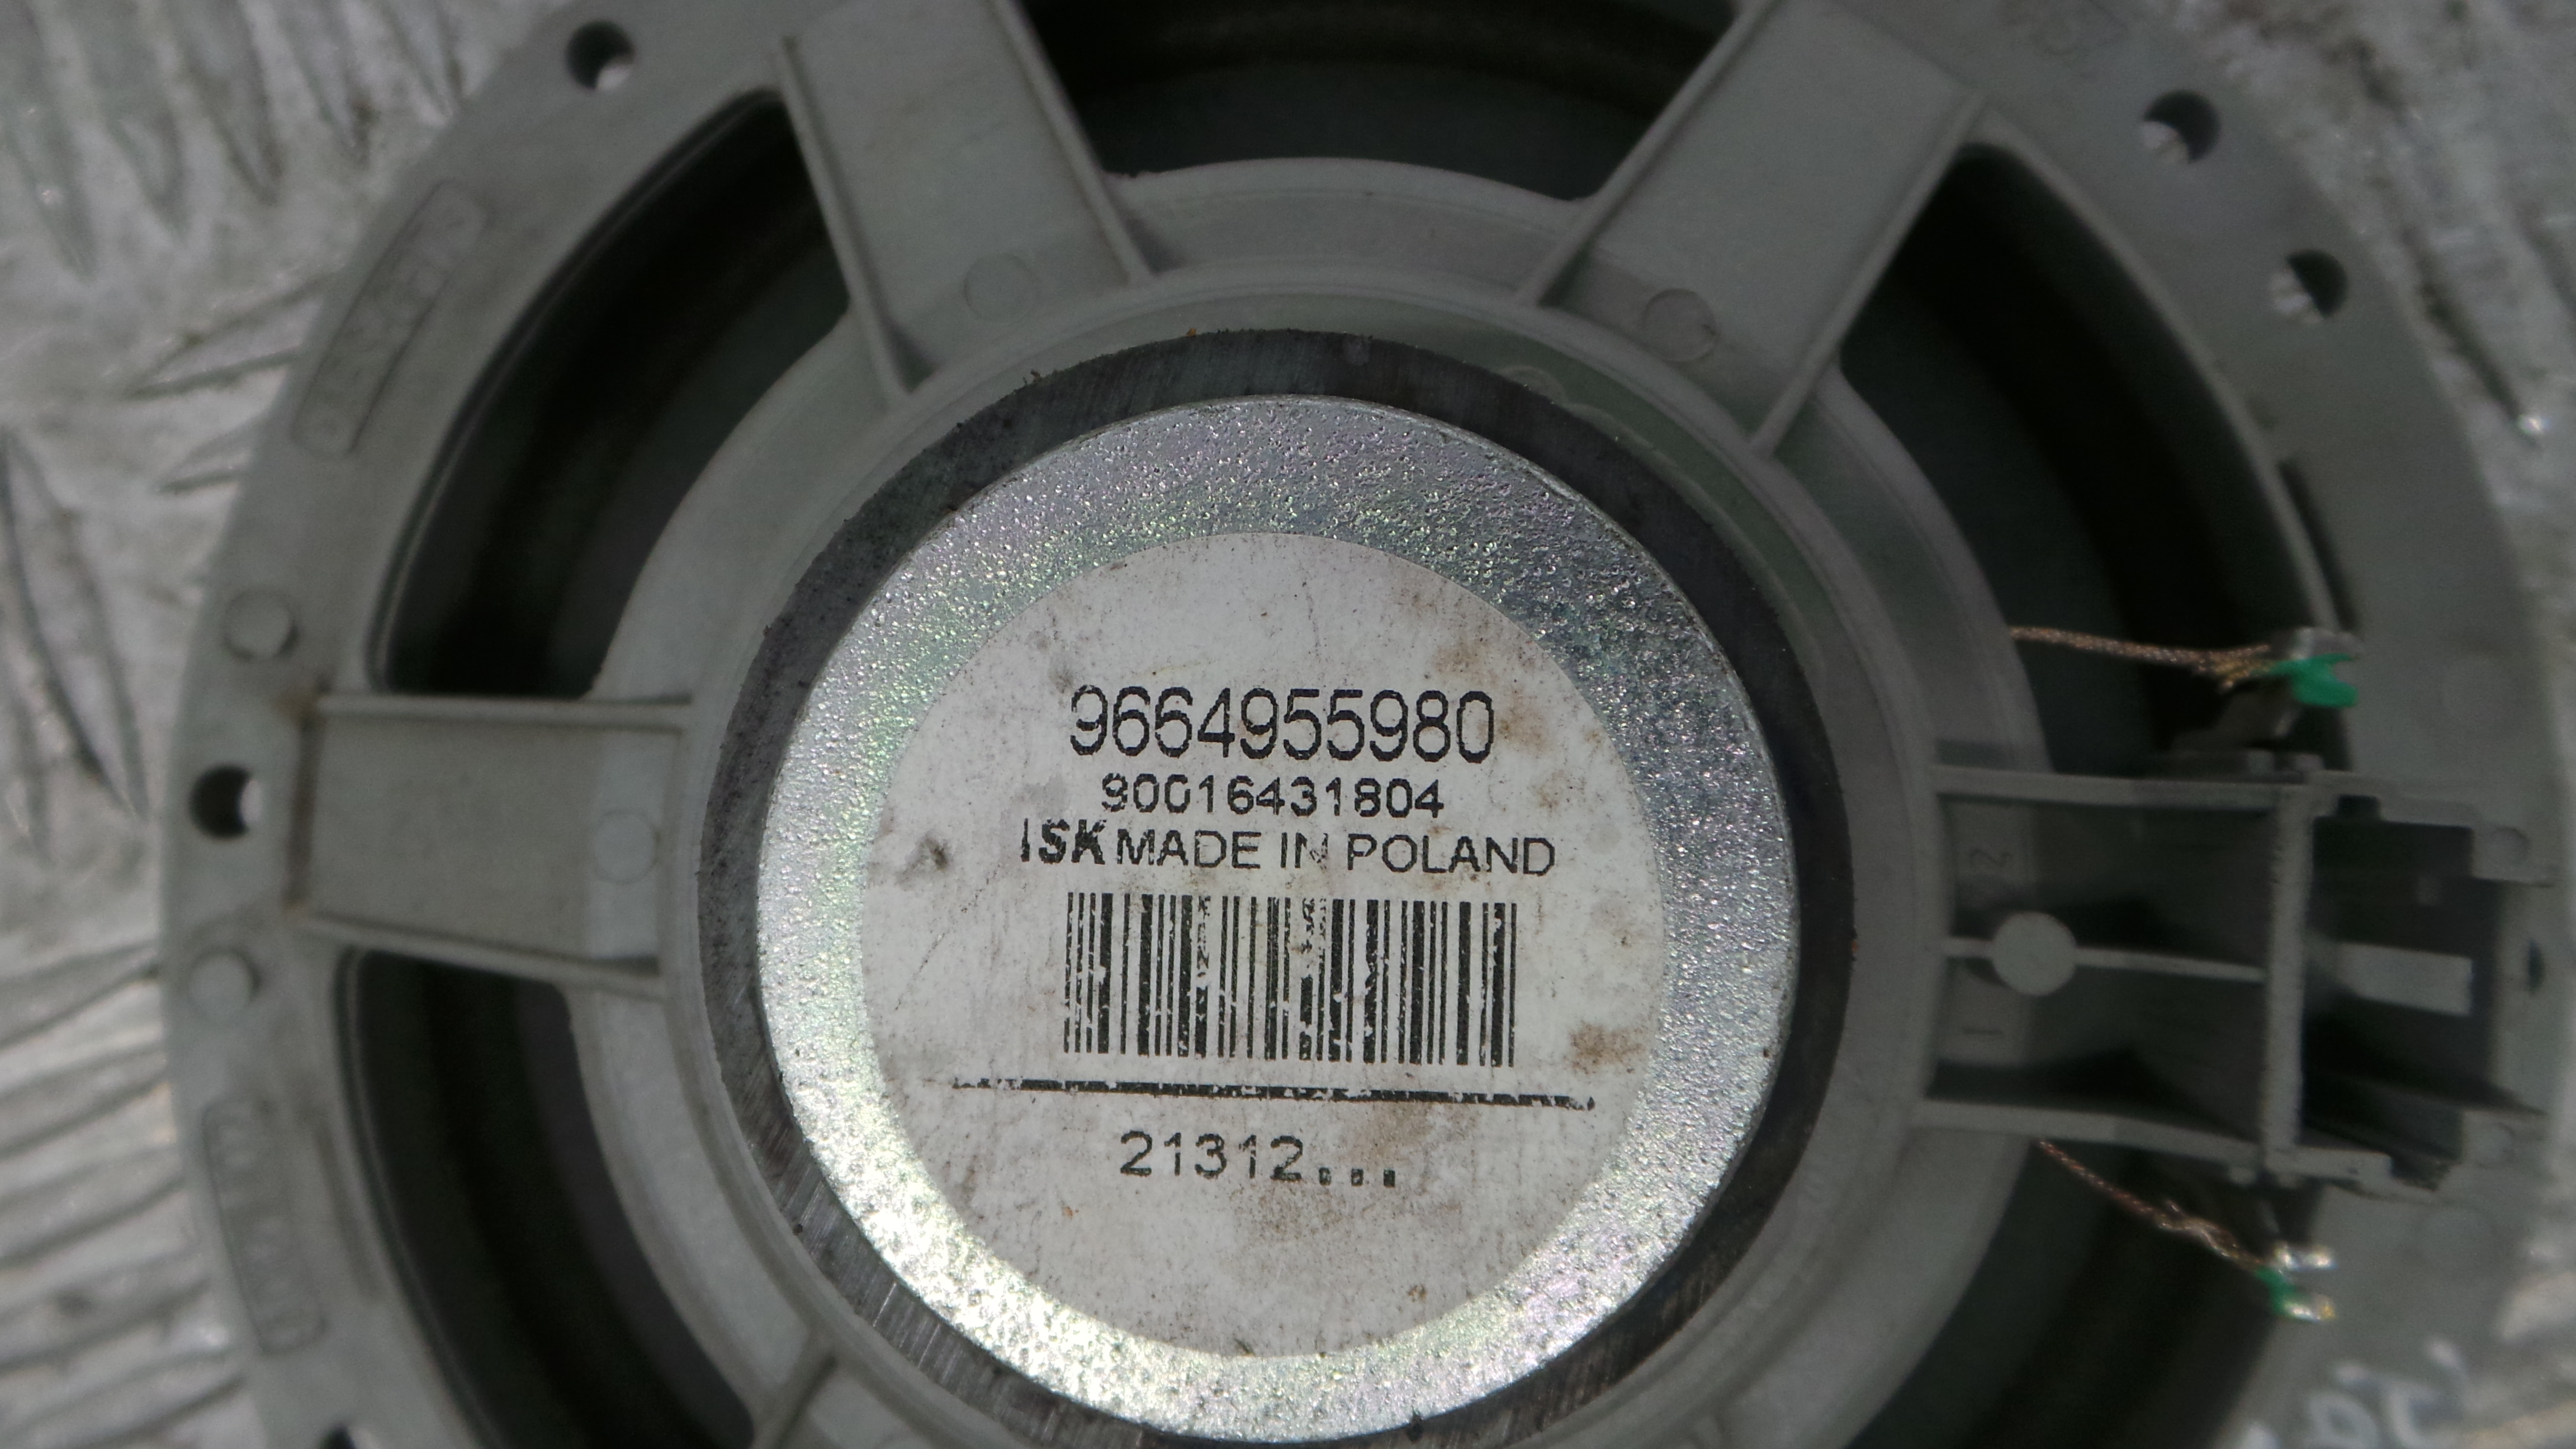 9664955980
90016431804
ISK MADE IN POLAND
21312...